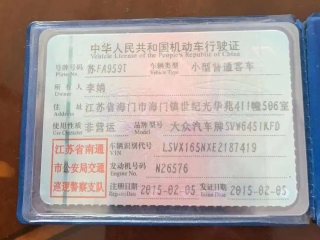 中华人民共和国机动车行驶证
Vehicle License of the People's Republic of China
号牌号码 苏FA959T 车辆类型 小型普通客车
Plate No. Vehicle Type
所有人 李娟
Owner
住址 江苏省海门市海门镇世纪光华苑411幢506室
Address
使用性质 非营运 品牌型号 大众汽车牌SVW6451KFD
Use Character Model
江苏省南通
市公安局交通
巡逻警察支队
车辆识别代号 LSVX165NXE2187419
VIN
发动机号码 N26576
Engine No.
注册日期 2015-02-05 发证日期 2015-02-05
Register Date Issue Date